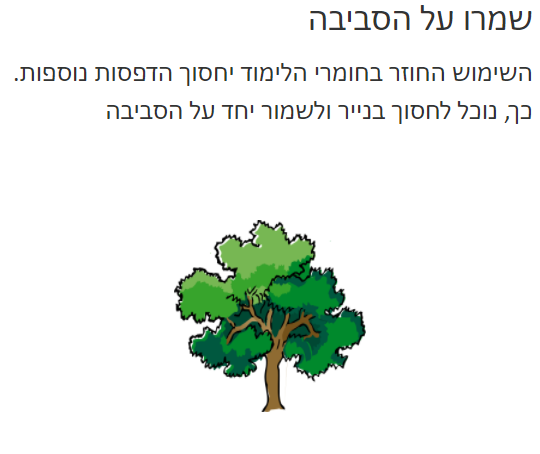 שמרו על הסביבה
השימוש החוזר בחומרי הלימוד יחסוך הדפסות נוספות.
כך, נוכל לחסוך בנייר ולשמור יחד על הסביבה